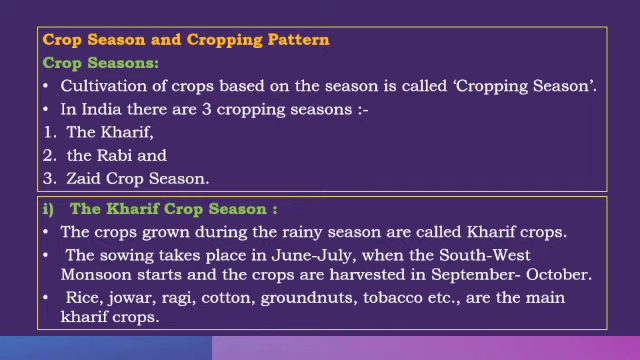 Crop Season and Cropping Pattern
Crop Seasons:
• Cultivation of crops based on the season is called ‘Cropping Season’.
• In India there are 3 cropping seasons :-
1. The Kharif,
2. the Rabi and
3. Zaid Crop Season.
i) The Kharif Crop Season :
• The crops grown during the rainy season are called Kharif crops.
• The sowing takes place in June-July, when the South-West
Monsoon starts and the crops are harvested in September- October.
• Rice, jowar, ragi, cotton, groundnuts, tobacco etc., are the main
kharif crops.